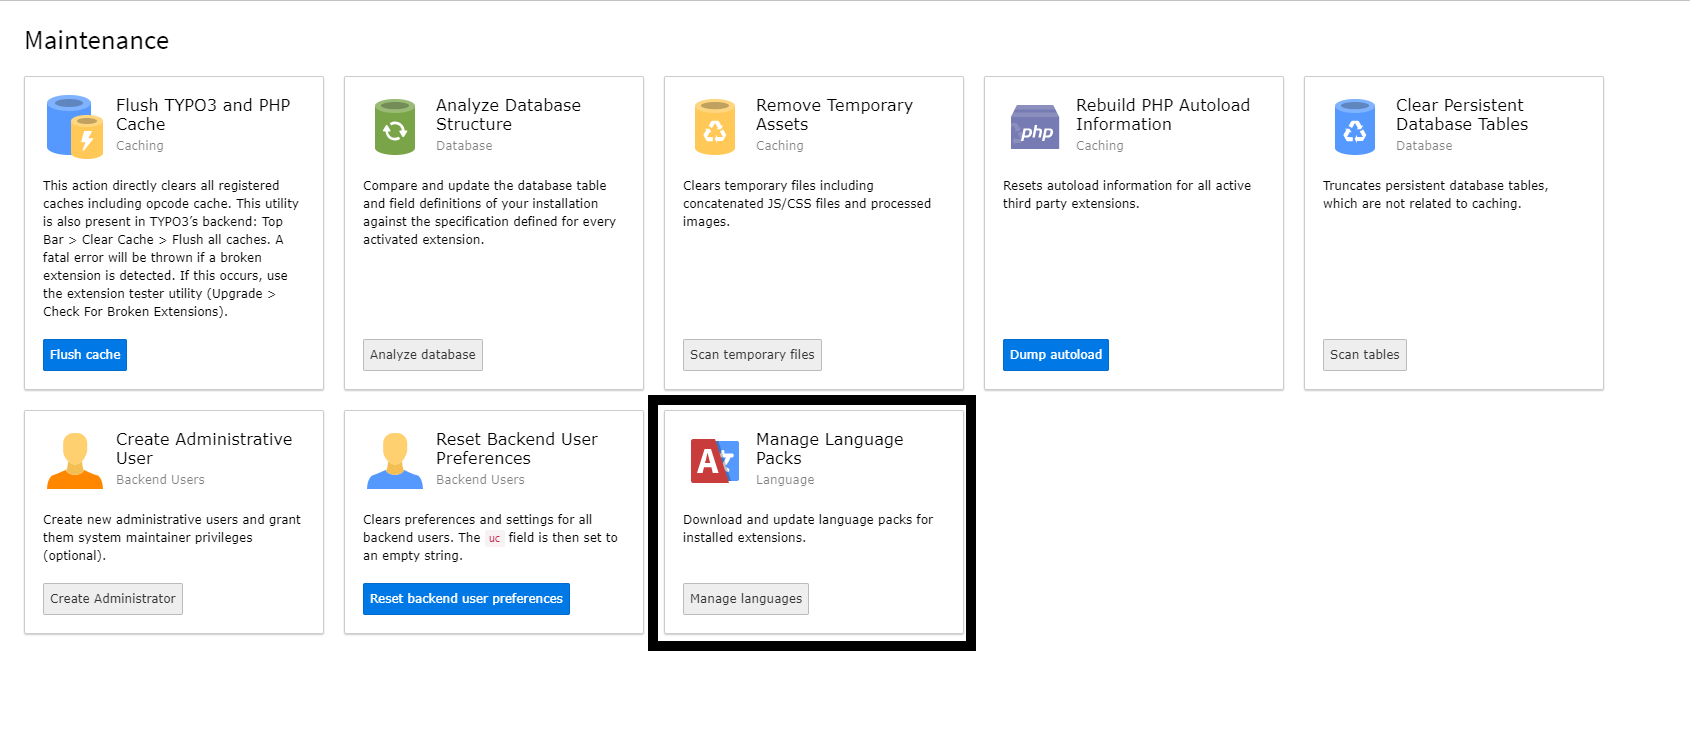 Maintenance
Flush TYPO3 and PHP
Cache
Caching
This action directly clears all registered
caches including opcode cache. This utility
is also present in TYPO3’s backend: Top
Bar > Clear Cache > Flush all caches. A
fatal error will be thrown if a broken
extension is detected. If this occurs, use
the extension tester utility (Upgrade >
Check For Broken Extensions).
Flush cache
Analyze Database
Structure
Database
Compare and update the database table
and field definitions of your installation
against the specification defined for every
activated extension.
Analyze database
Remove Temporary
Assets
Caching
Clears temporary files including
concatenated JS/CSS files and processed
images.
Scan temporary files
php
Rebuild PHP Autoload
Information
Caching
Resets autoload information for all active
third party extensions.
Dump autoload
Clear Persistent
Database Tables
Database
Truncates persistent database tables,
which are not related to caching.
Scan tables
Create Administrative
User
Backend Users
Create new administrative users and grant
them system maintainer privileges
(optional).
Create Administrator
Reset Backend User
Preferences
Backend Users
Clears preferences and settings for all
backend users. The uc field is then set to
an empty string.
Reset backend user preferences
A
Manage Language
Packs
Language
Download and update language packs for
installed extensions.
Manage languages